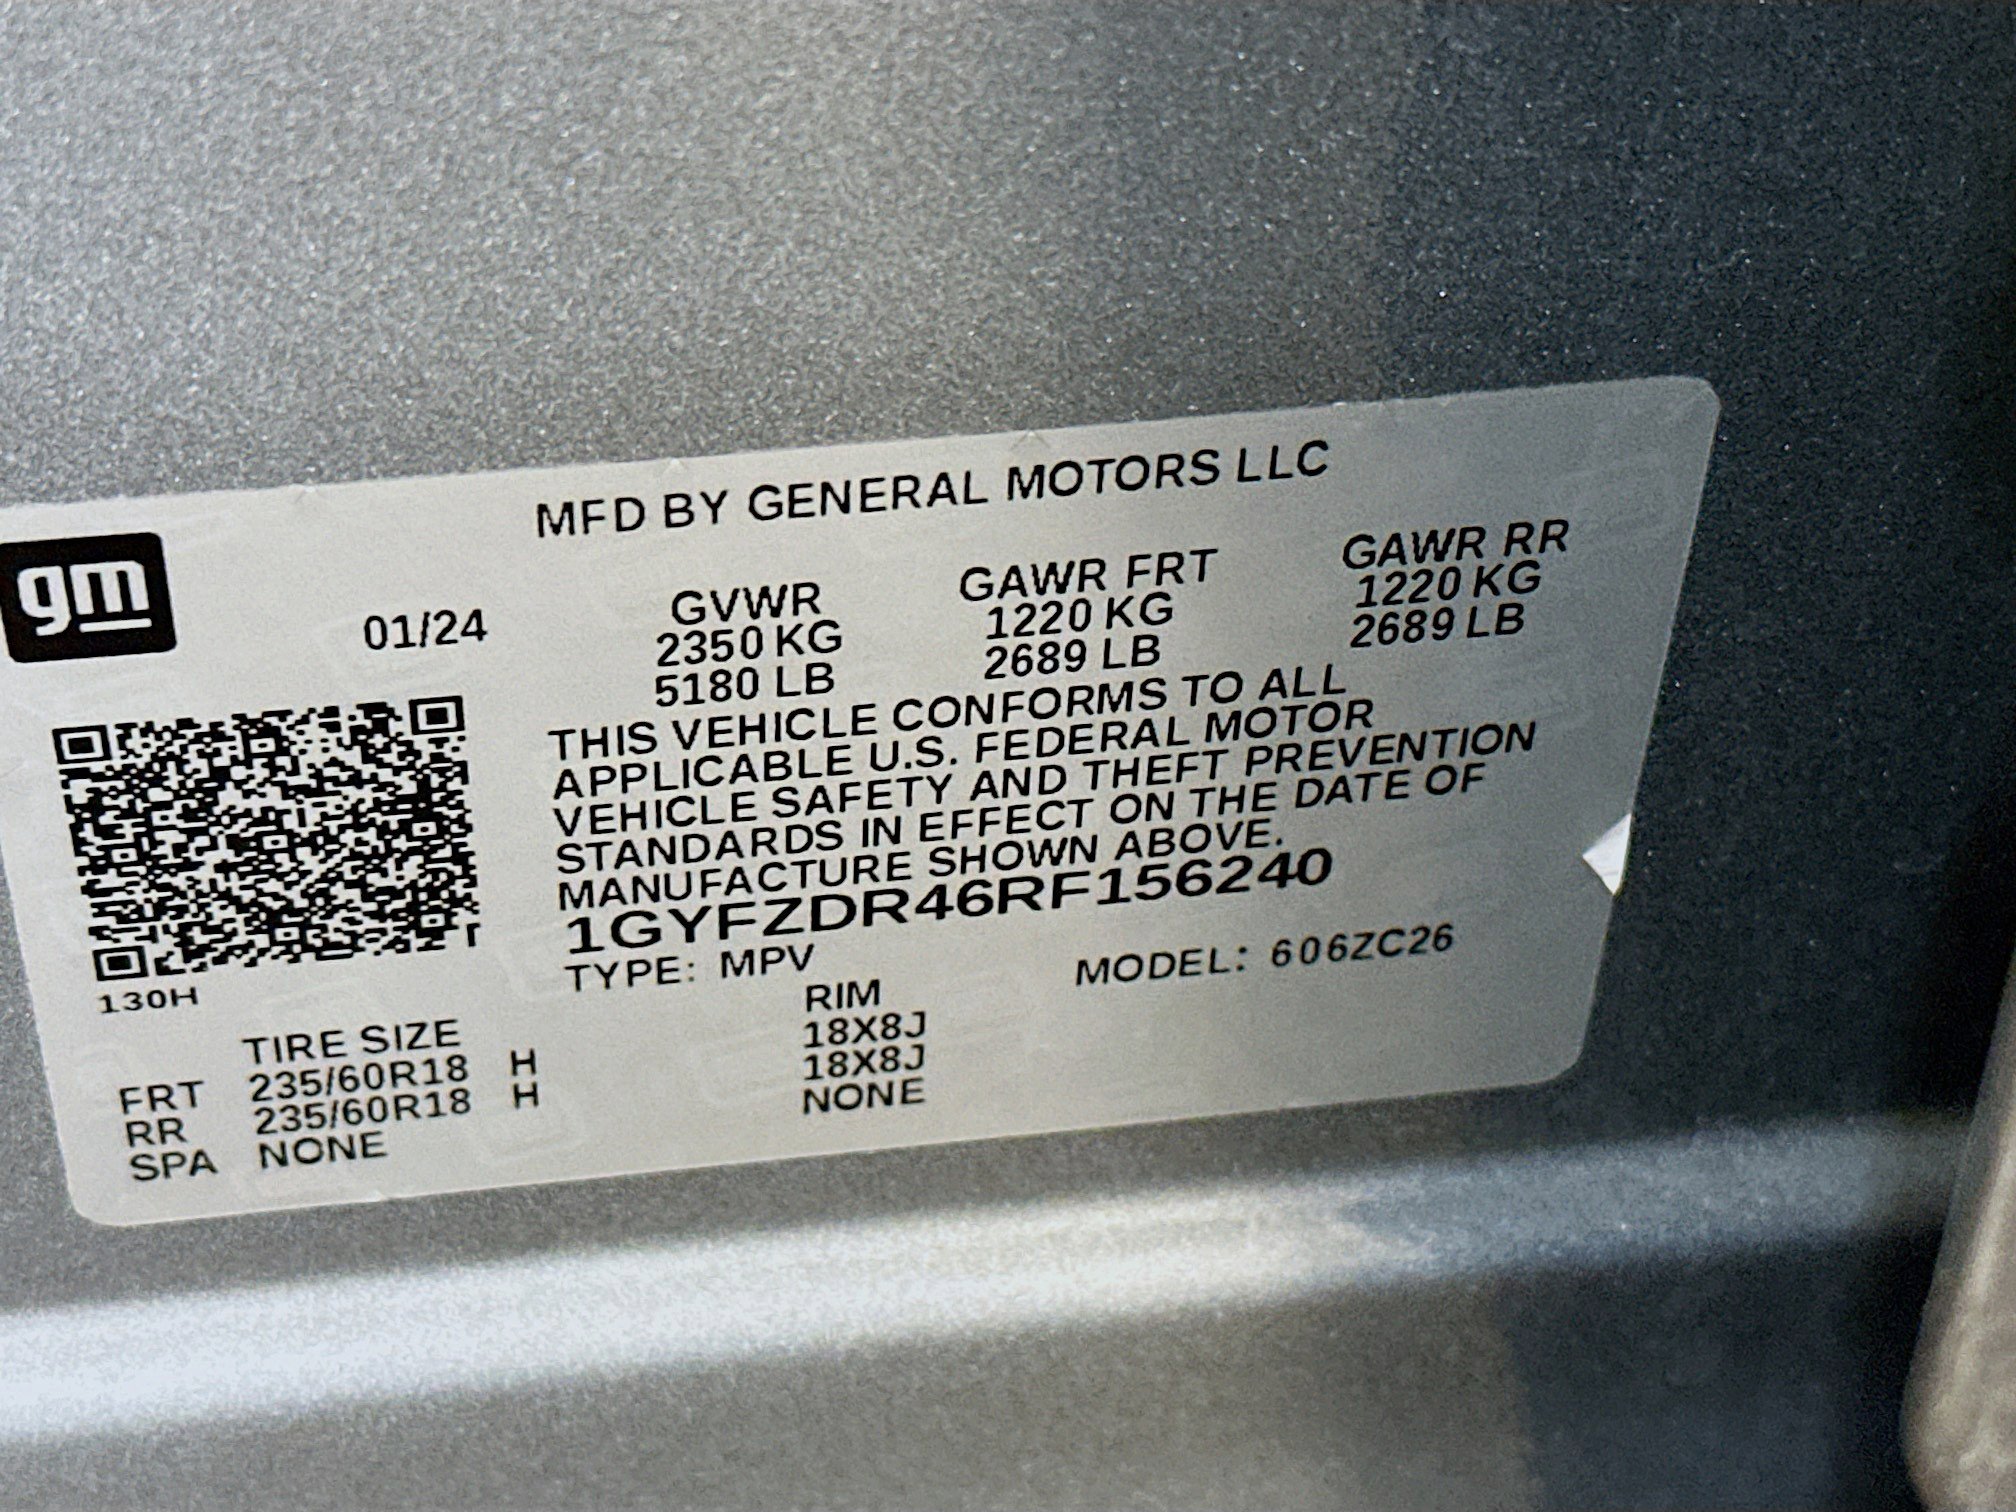 MFD BY GENERAL MOTORS LLC
gm
01/24
GVWR GAWR FRT GAWR RR
2350 KG 1220 KG 1220 KG
5180 LB 2689 LB 2689 LB
THIS VEHICLE CONFORMS TO ALL
APPLICABLE U.S. FEDERAL MOTOR
VEHICLE SAFETY AND THEFT PREVENTION
STANDARDS IN EFFECT ON THE DATE OF
MANUFACTURE SHOWN ABOVE.
1GYFZDR46RF156240
TYPE: MPV MODEL: 606ZC26
130H
TIRE SIZE RIM
FRT 235/60R18 H 18X8J
RR 235/60R18 H 18X8J
SPA NONE NONE